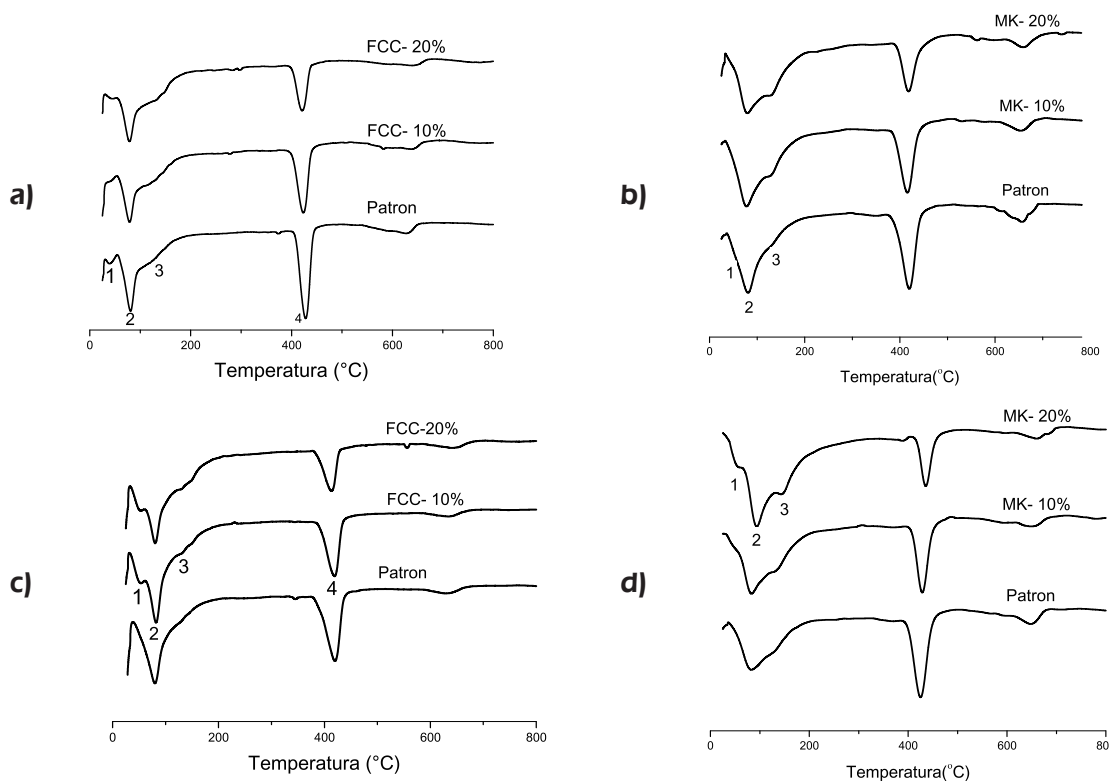 a)
FCC- 20%
FCC- 10%
Patron
1
2
3
4
0 200 400 600 800
Temperatura (°C)
b)
MK- 20%
MK- 10%
Patron
1
2
3
0 200 400 600 80
Temperatura(°C)
c)
FCC-20%
FCC- 10%
3
1
2
4
Patron
0 200 400 600 800
Temperatura (°C)
d)
MK- 20%
1
3
2
MK- 10%
Patron
0 200 400 600 80
Temperatura(°C)